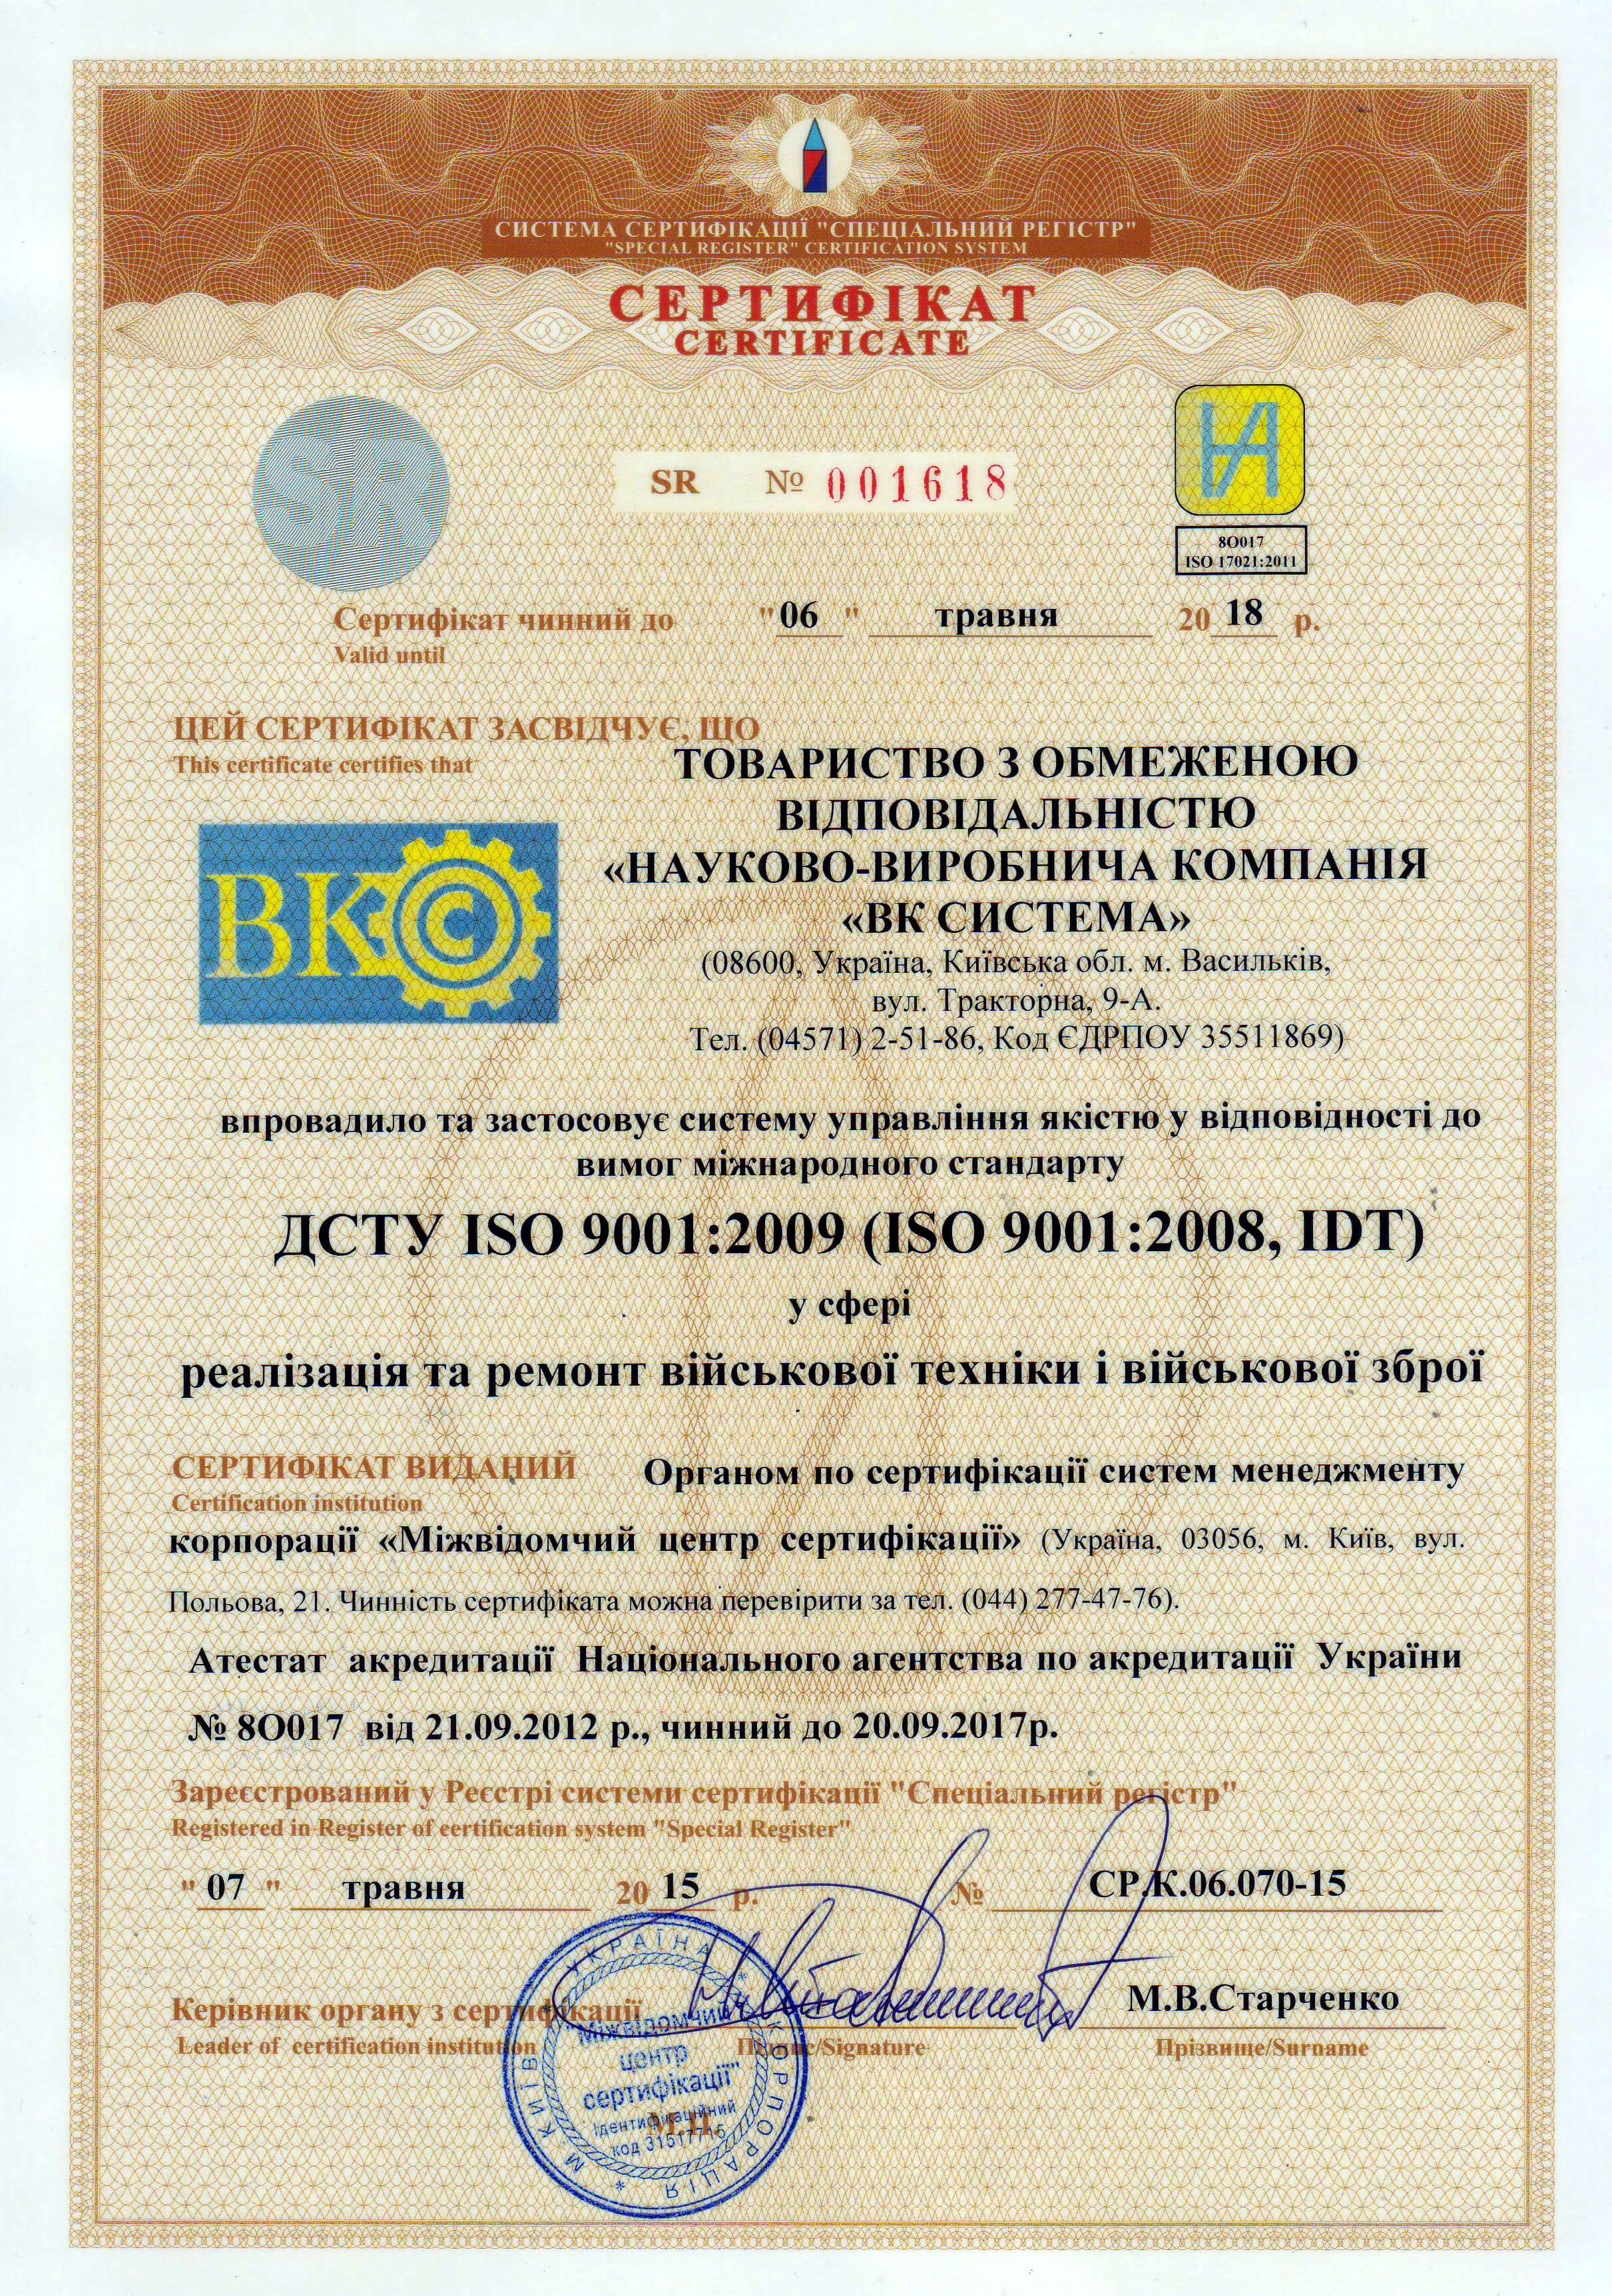 СИСТЕМА СЕРТИФІКАЦІЇ "СПЕЦІАЛЬНИЙ РЕГІСТР"
"SPECIAL REGISTER" CERTIFICATION SYSTEM
СЕРТИФІКАТ
CERTIFICATE
SR
SR № 001618
8О017
ISO 17021:2011
Сертифікат чинний до "06" травня 2018 р.
Valid until
ЦЕЙ СЕРТИФІКАТ ЗАСВІДЧУЄ, ЩО
This certificate certifies that
ТОВАРИСТВО З ОБМЕЖЕНОЮ
ВІДПОВІДАЛЬНІСТЮ
«НАУКОВО-ВИРОБНИЧА КОМПАНІЯ
«ВК СИСТЕМА»
ВКС
(08600, Україна, Київська обл. м. Васильків,
вул. Тракторна, 9-А.
Тел. (04571) 2-51-86, Код ЄДРПОУ 35511869)
впровадило та застосовує систему управління якістю у відповідності до
вимог міжнародного стандарту
ДСТУ ISO 9001:2009 (ISO 9001:2008, IDT)
у сфері
реалізація та ремонт військової техніки і військової зброї
СЕРТИФІКАТ ВИДАНИЙ Органом по сертифікації систем менеджменту
Certification institution
корпорації «Міжвідомчий центр сертифікації» (Україна, 03056, м. Київ, вул.
Польова, 21. Чинність сертифіката можна перевірити за тел. (044) 277-47-76).
Атестат акредитації Національного агентства по акредитації України
№ 8О017 від 21.09.2012 р., чинний до 20.09.2017р.
Зареєстрований у Реєстрі системи сертифікації "Спеціальний регістр"
Registered in Register of certification system "Special Register"
"07" травня 2015 р. № СР.К.06.070-15
Керівник органу з сертифікації М.В.Старченко
Leader of certification institution Підпис/Signature Прізвище/Surname
М.П.
УКРАЇНА * КОРПОРАЦІЯ * М. КИЇВ
"Міжвідомчий
центр
сертифікації"
Ідентифікаційний
код 31517715